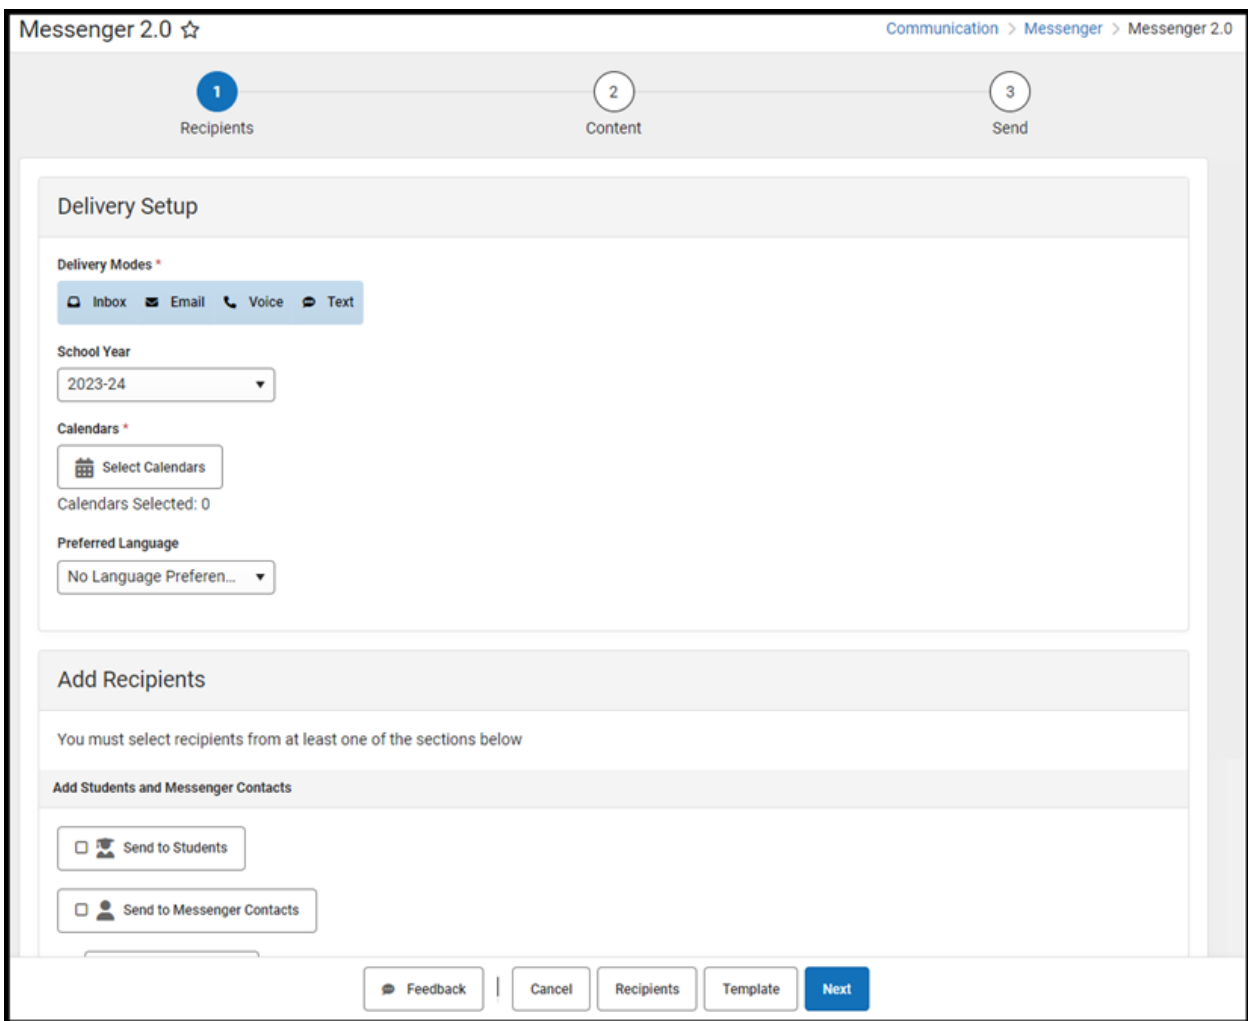 Messenger 2.0
Communication > Messenger > Messenger 2.0
1 2 3
Recipients Content Send
Delivery Setup
Delivery Modes *
Inbox Email Voice Text
School Year
2023-24
Calendars *
Select Calendars
Calendars Selected: 0
Preferred Language
No Language Preferen...
Add Recipients
You must select recipients from at least one of the sections below
Add Students and Messenger Contacts
Send to Students
Send to Messenger Contacts
Feedback | Cancel Recipients Template Next